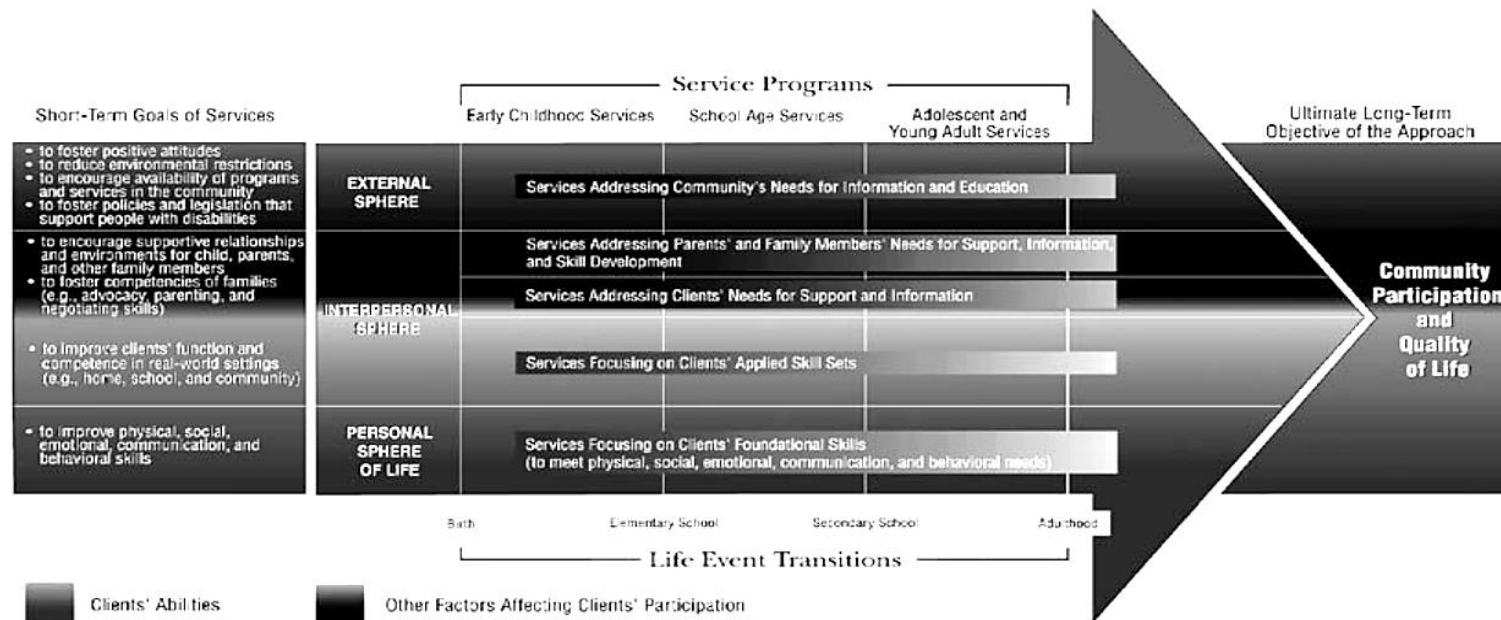 Service Programs
Short-Term Goals of Services
Early Childhood Services
School Age Services
Adolescent and
Young Adult Services
Ultimate Long-Term
Objective of the Approach
• to foster positive attitudes
• to reduce environmental restrictions
• to encourage availability of programs
and services in the community
• to foster policies and legislation that
support people with disabilities
EXTERNAL
SPHERE
Services Addressing Community's Needs for Information and Education
• to encourage supportive relationships
and environments for child, parents,
and other family members
• to foster competencies of families
(e.g., advocacy, parenting, and
negotiating skills)
• to improve clients' function and
competence in real-world settings
(e.g., home, school, and community)
INTERPERSONAL
SPHERE
Services Addressing Parents' and Family Members' Needs for Support, Information,
and Skill Development
Services Addressing Clients' Needs for Support and Information
Services Focusing on Clients' Applied Skill Sets
• to improve physical, social,
emotional, communication, and
behavioral skills
PERSONAL
SPHERE
OF LIFE
Services Focusing on Clients' Foundational Skills
(to meet physical, social, emotional, communication, and behavioral needs)
Community
Participation
and
Quality
of Life
Birth
Elementary School
Secondary School
Adulthood
Life Event Transitions
Clients' Abilities
Other Factors Affecting Clients' Participation